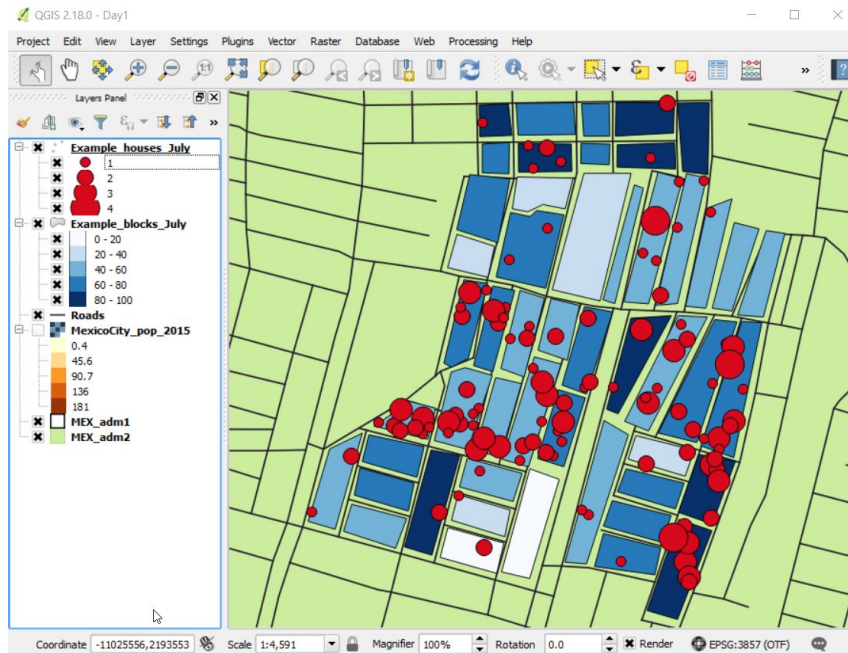 QGIS 2.18.0 - Day1
Project Edit View Layer Settings Plugins Vector Raster Database Web Processing Help
Layers Panel
Example_houses_July
1
2
3
4
Example_blocks_July
0 - 20
20 - 40
40 - 60
60 - 80
80 - 100
Roads
MexicoCity_pop_2015
0.4
45.6
90.7
136
181
MEX_adm1
MEX_adm2
Coordinate -11025556,2193553 Scale 1:4,591 Magnifier 100% Rotation 0.0 Render EPSG:3857 (OTF)